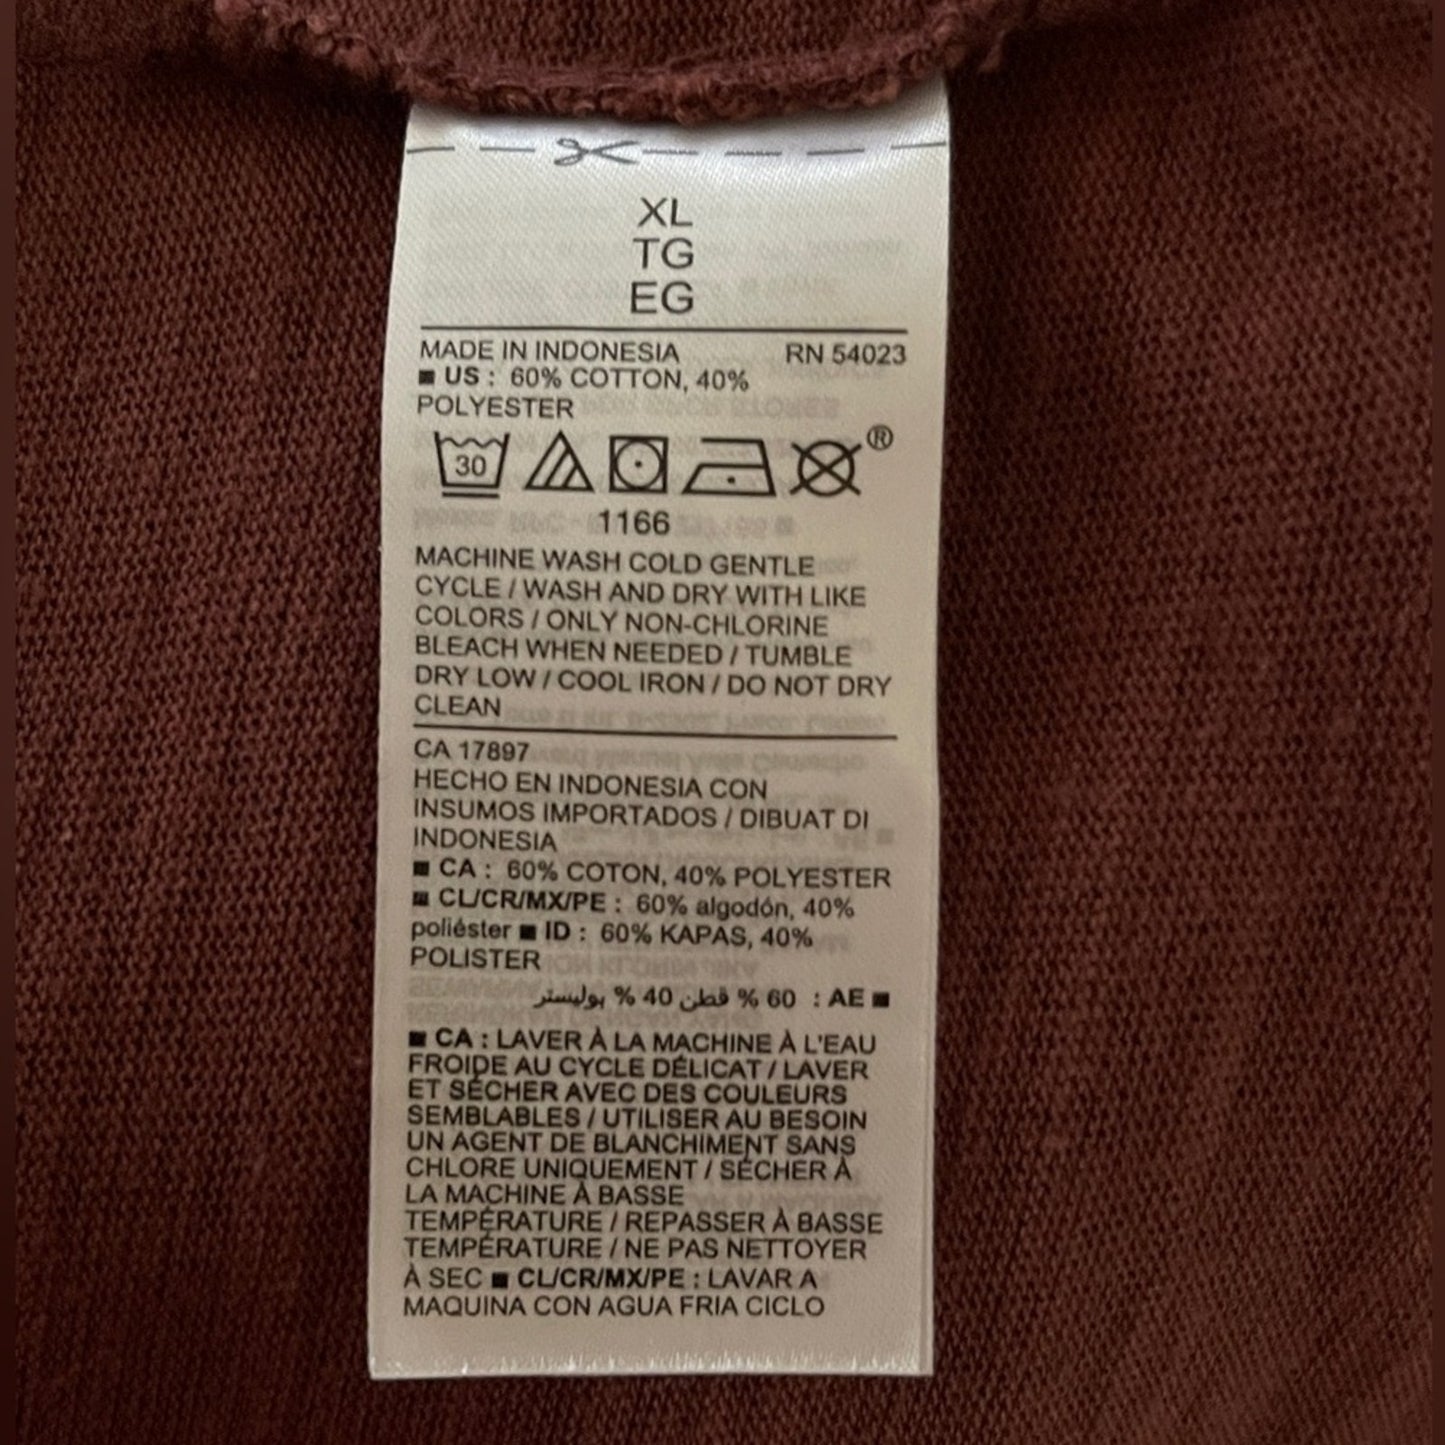 XL
TG
EG
MADE IN INDONESIA RN 54023
■ US : 60% COTTON, 40%
POLYESTER
30 ®
1166
MACHINE WASH COLD GENTLE
CYCLE / WASH AND DRY WITH LIKE
COLORS / ONLY NON-CHLORINE
BLEACH WHEN NEEDED / TUMBLE
DRY LOW / COOL IRON / DO NOT DRY
CLEAN
CA 17897
HECHO EN INDONESIA CON
INSUMOS IMPORTADOS / DIBUAT DI
INDONESIA
■ CA : 60% COTON, 40% POLYESTER
■ CL/CR/MX/PE : 60% algodón, 40%
poliéster ■ ID : 60% KAPAS, 40%
POLISTER
■ AE : 60 % قطن 40 % بوليستر
■ CA : LAVER À LA MACHINE À L'EAU
FROIDE AU CYCLE DÉLICAT / LAVER
ET SÉCHER AVEC DES COULEURS
SEMBLABLES / UTILISER AU BESOIN
UN AGENT DE BLANCHIMENT SANS
CHLORE UNIQUEMENT / SÉCHER À
LA MACHINE À BASSE
TEMPÉRATURE / REPASSER À BASSE
TEMPÉRATURE / NE PAS NETTOYER
À SEC ■ CL/CR/MX/PE : LAVAR A
MAQUINA CON AGUA FRIA CICLO